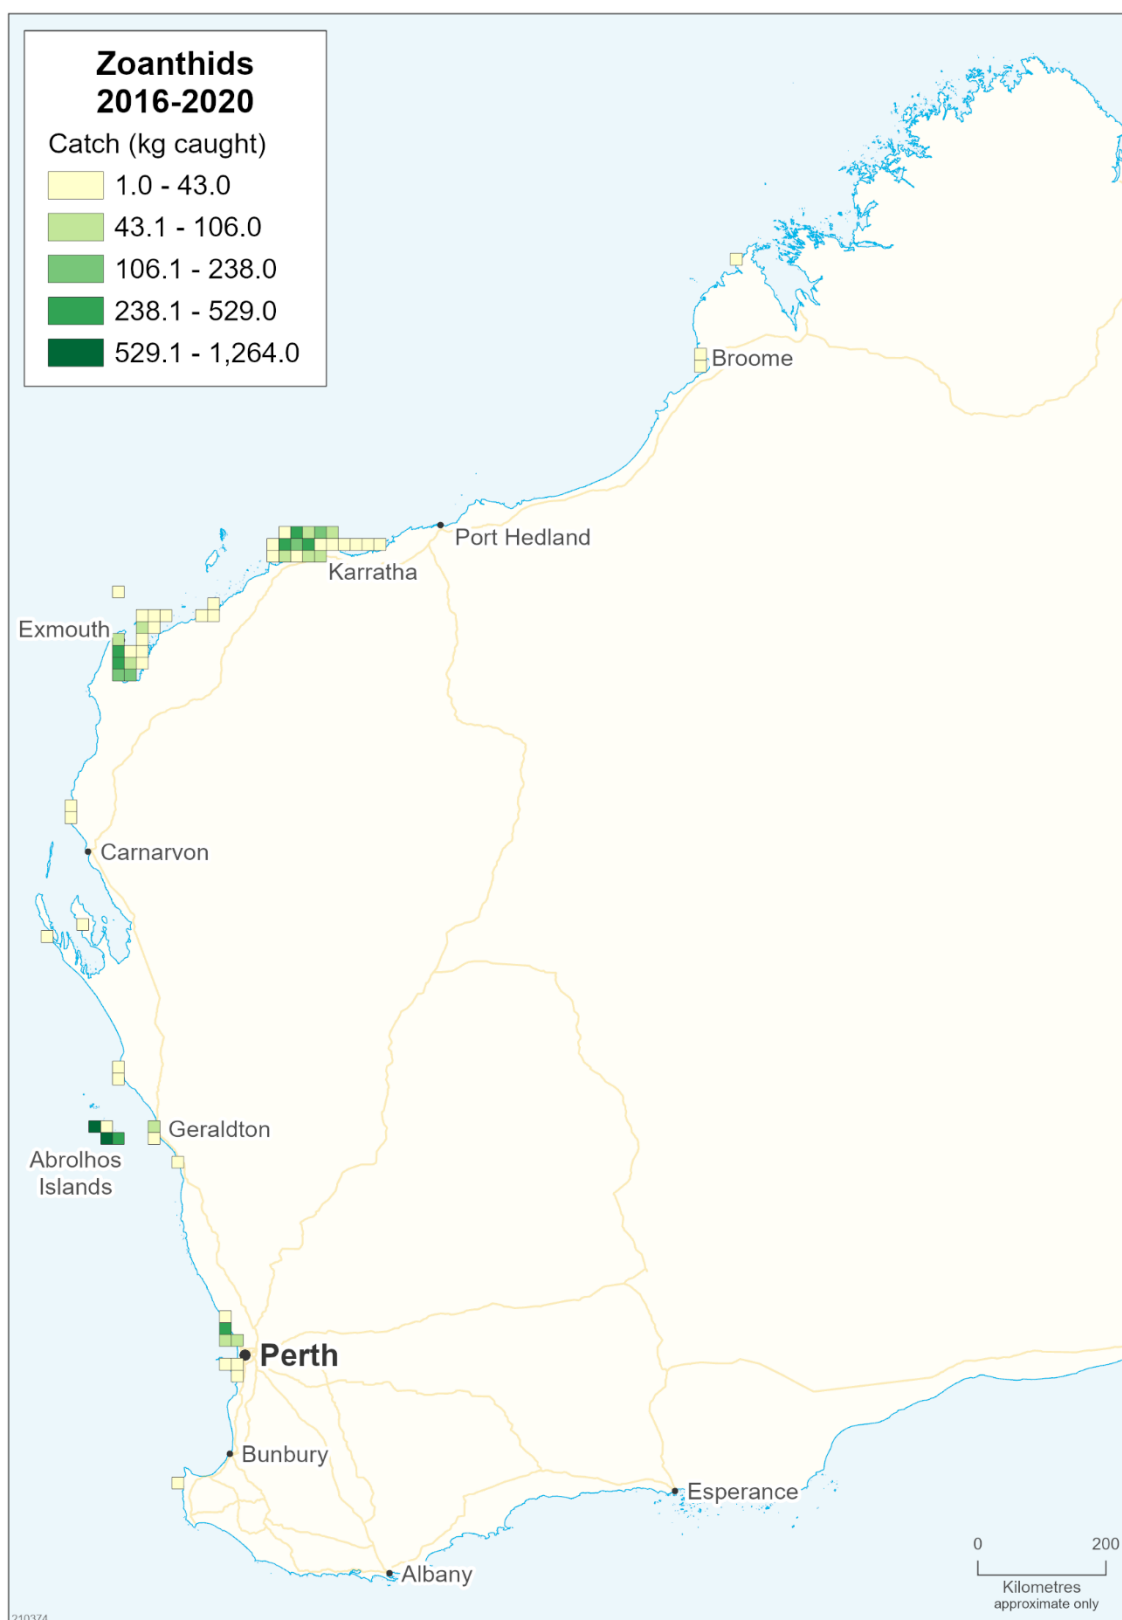 Zoanthids
2016-2020
Catch (kg caught)
1.0 - 43.0
43.1 - 106.0
106.1 - 238.0
238.1 - 529.0
529.1 - 1,264.0
Broome
Port Hedland
Karratha
Exmouth
Carnarvon
Geraldton
Abrolhos
Islands
Perth
Bunbury
Esperance
Albany
0 200
Kilometres
approximate only
210374